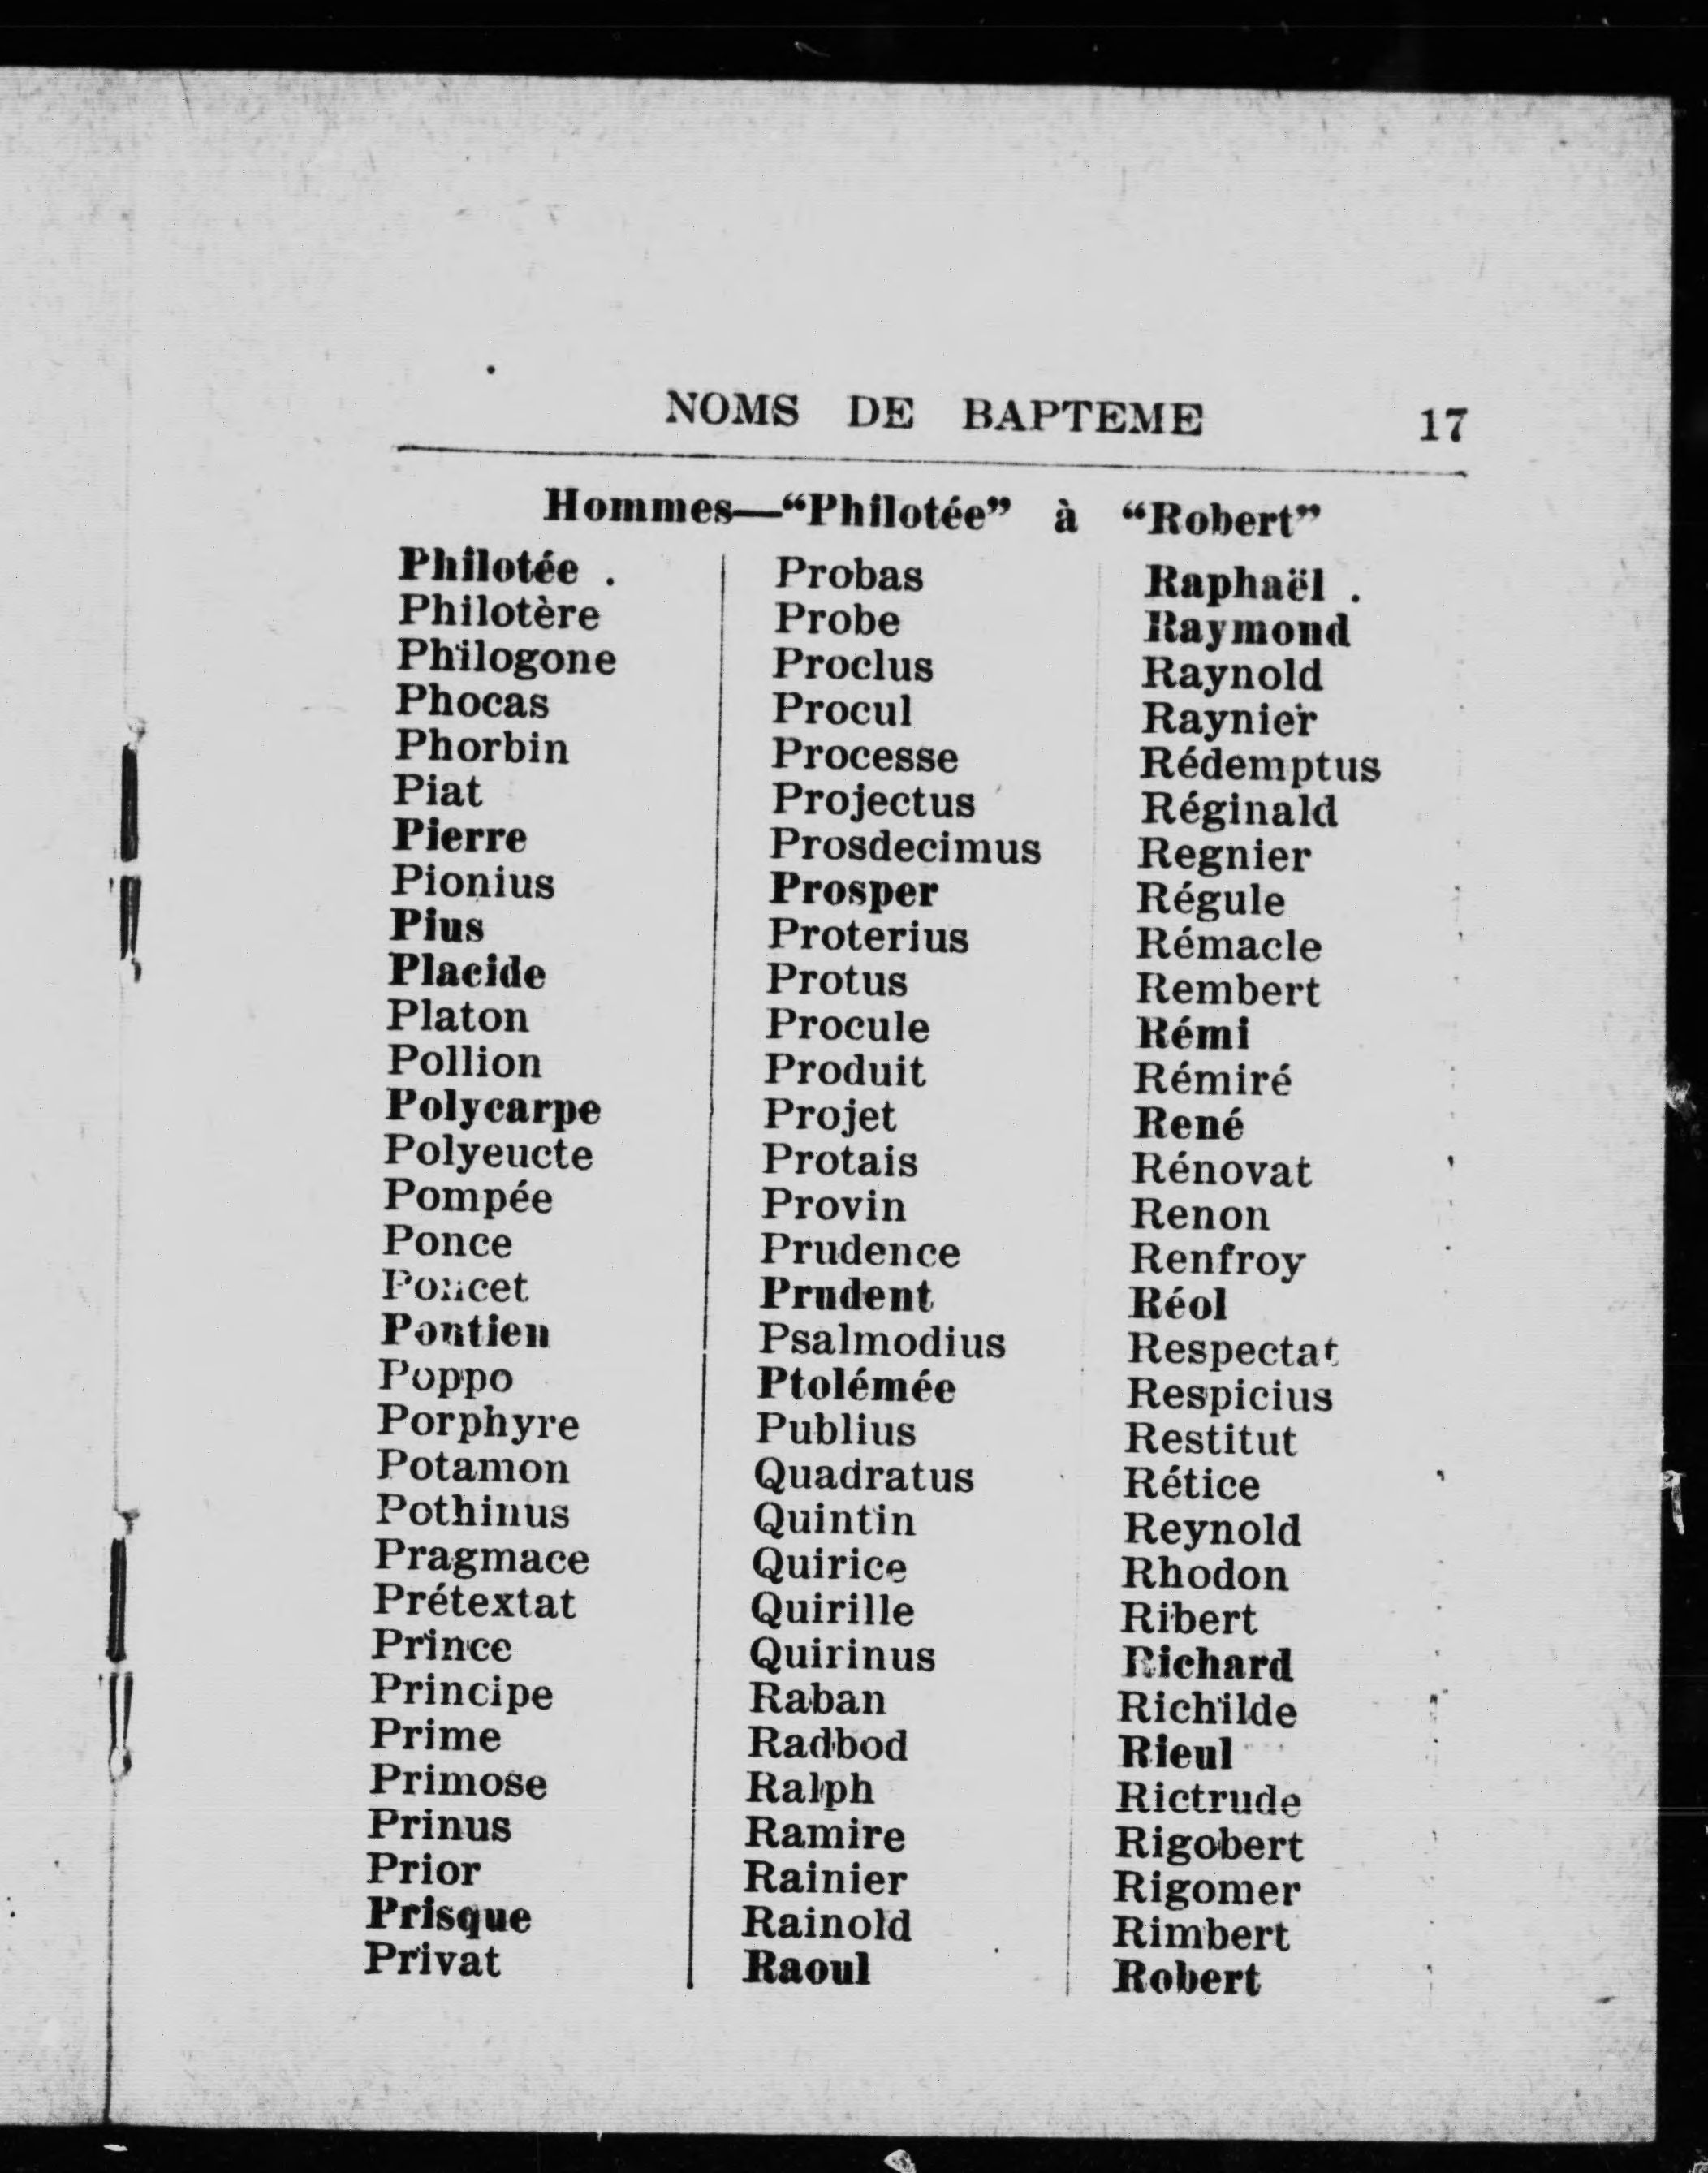 NOMS DE BAPTEME 17
Hommes—“Philotée” à “Robert”
Philotée .
Philotère
Philogone
Phocas
Phorbin
Piat
Pierre
Pionius
Pius
Placide
Platon
Pollion
Polycarpe
Polyeucte
Pompée
Ponce
Poncet
Pontien
Poppo
Porphyre
Potamon
Pothinus
Pragmace
Prétextat
Prince
Principe
Prime
Primose
Prinus
Prior
Prisque
Privat
Probas
Probe
Proclus
Procul
Processe
Projectus
Prosdecimus
Prosper
Proterius
Protus
Procule
Produit
Projet
Protais
Provin
Prudence
Prudent
Psalmodius
Ptolémée
Publius
Quadratus
Quintin
Quirice
Quirille
Quirinus
Raban
Radbod
Ralph
Ramire
Rainier
Rainold
Raoul
Raphaël .
Raymond
Raynold
Raynier
Rédemptus
Réginald
Regnier
Régule
Rémacle
Rembert
Rémi
Rémiré
René
Rénovat
Renon
Renfroy
Réol
Respectat
Respicius
Restitut
Rétice
Reynold
Rhodon
Ribert
Richard
Richilde
Rieul
Rictrude
Rigobert
Rigomer
Rimbert
Robert